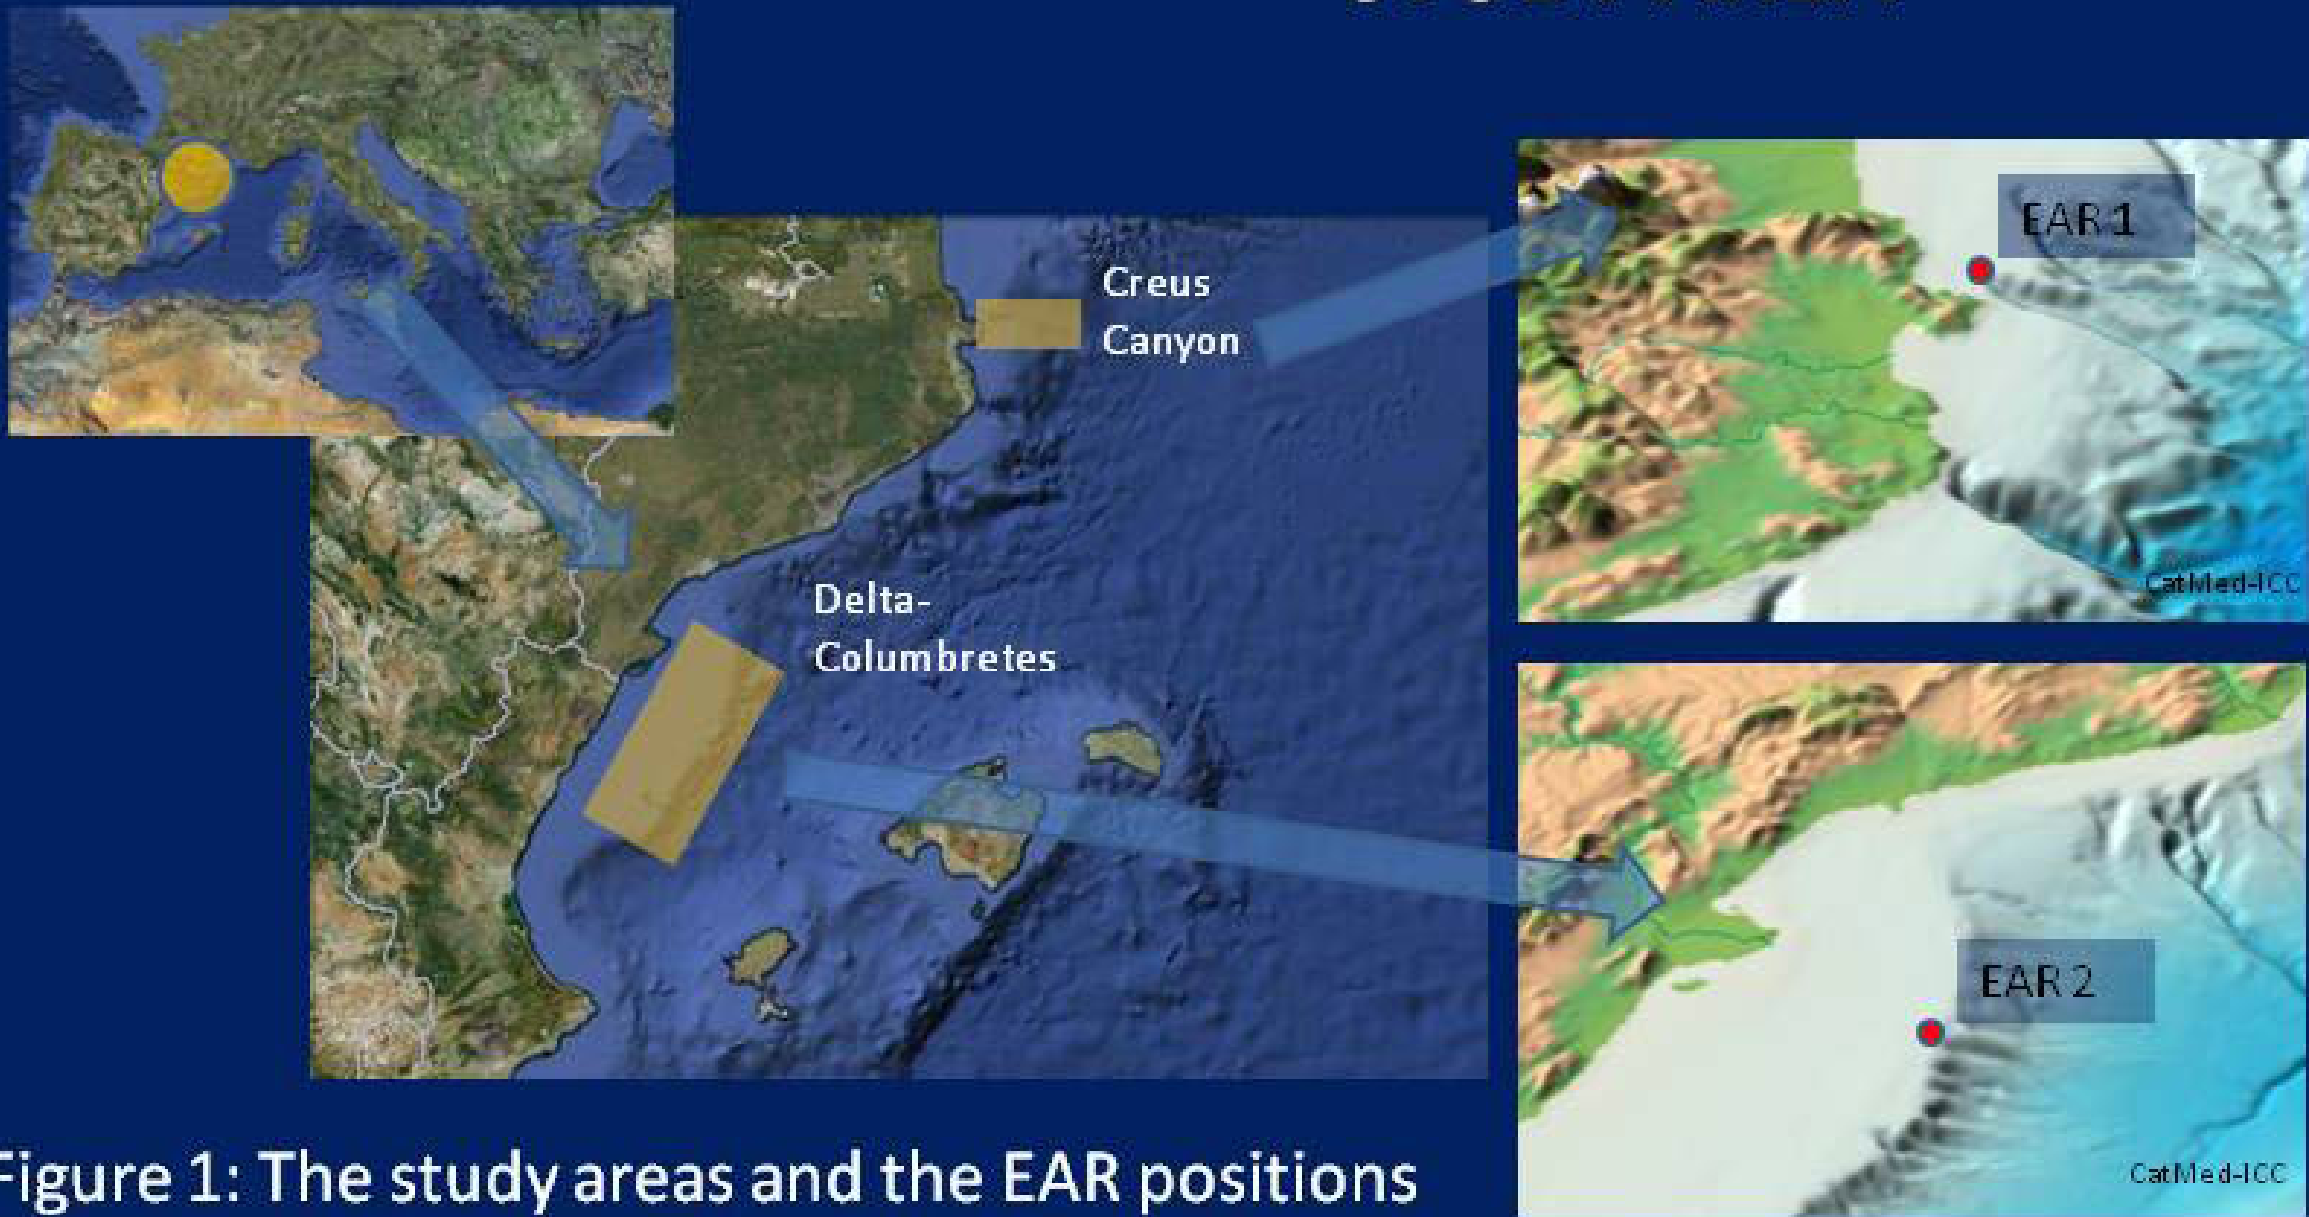 EAR 1
Creus
Canyon
CatMed-ICC
Delta-
Columbretes
EAR 2
CatMed-ICC
Figure 1: The study areas and the EAR positions